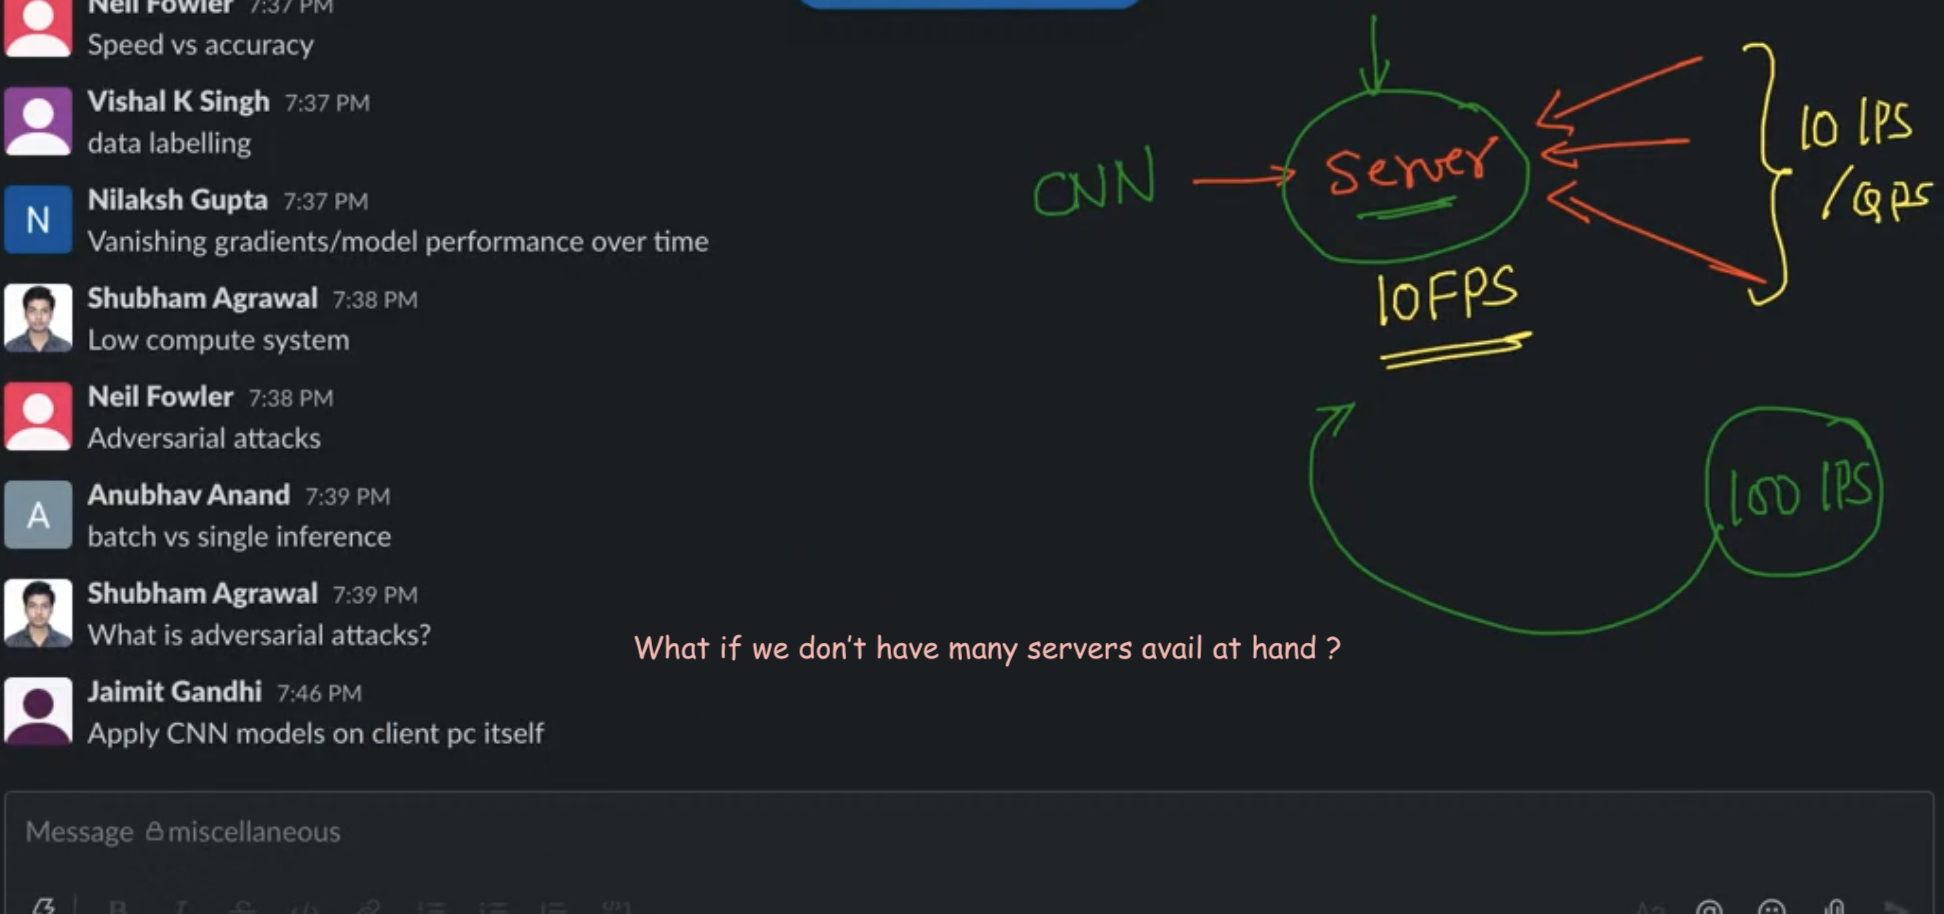 Neil Fowler 7:37 PM
Speed vs accuracy
Vishal K Singh 7:37 PM
data labelling
Nilaksh Gupta 7:37 PM
N
Vanishing gradients/model performance over time
Shubham Agrawal 7:38 PM
Low compute system
Neil Fowler 7:38 PM
Adversarial attacks
Anubhav Anand 7:39 PM
A
batch vs single inference
Shubham Agrawal 7:39 PM
What is adversarial attacks?
Jaimit Gandhi 7:46 PM
Apply CNN models on client pc itself
Message miscellaneous
CNN
Server
10 IPS
/QPS
10FPS
100 IPS
What if we don't have many servers avail at hand ?